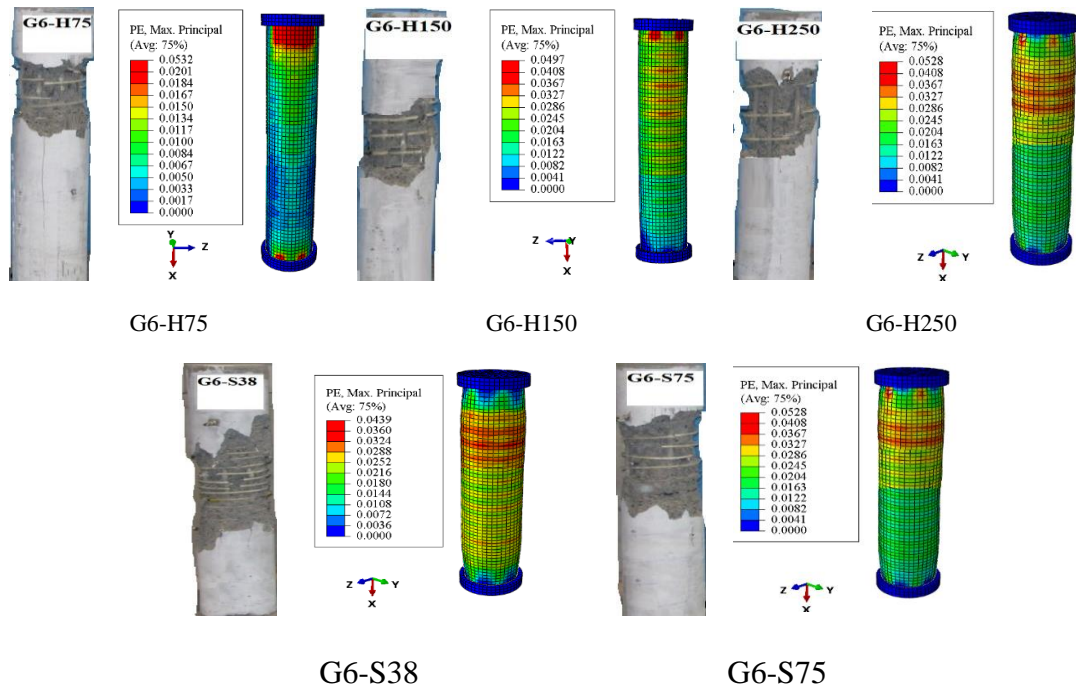 G6-H75
PE, Max. Principal
(Avg: 75%)
0.0532
0.0201
0.0184
0.0167
0.0150
0.0134
0.0117
0.0100
0.0084
0.0067
0.0050
0.0033
0.0017
0.0000
Y
Z
X
G6-H150
PE, Max. Principal
(Avg: 75%)
0.0497
0.0408
0.0367
0.0327
0.0286
0.0245
0.0204
0.0163
0.0122
0.0082
0.0041
0.0000
Z
Y
X
G6-H250
PE, Max. Principal
(Avg: 75%)
0.0528
0.0408
0.0367
0.0327
0.0286
0.0245
0.0204
0.0163
0.0122
0.0082
0.0041
0.0000
Z
Y
X
G6-H75
G6-H150
G6-H250
G6-S38
PE, Max. Principal
(Avg: 75%)
0.0439
0.0360
0.0324
0.0288
0.0252
0.0216
0.0180
0.0144
0.0108
0.0072
0.0036
0.0000
Z
Y
X
G6-S75
PE, Max. Principal
(Avg: 75%)
0.0528
0.0408
0.0367
0.0327
0.0286
0.0245
0.0204
0.0163
0.0122
0.0082
0.0041
0.0000
Z
Y
X
G6-S38
G6-S75